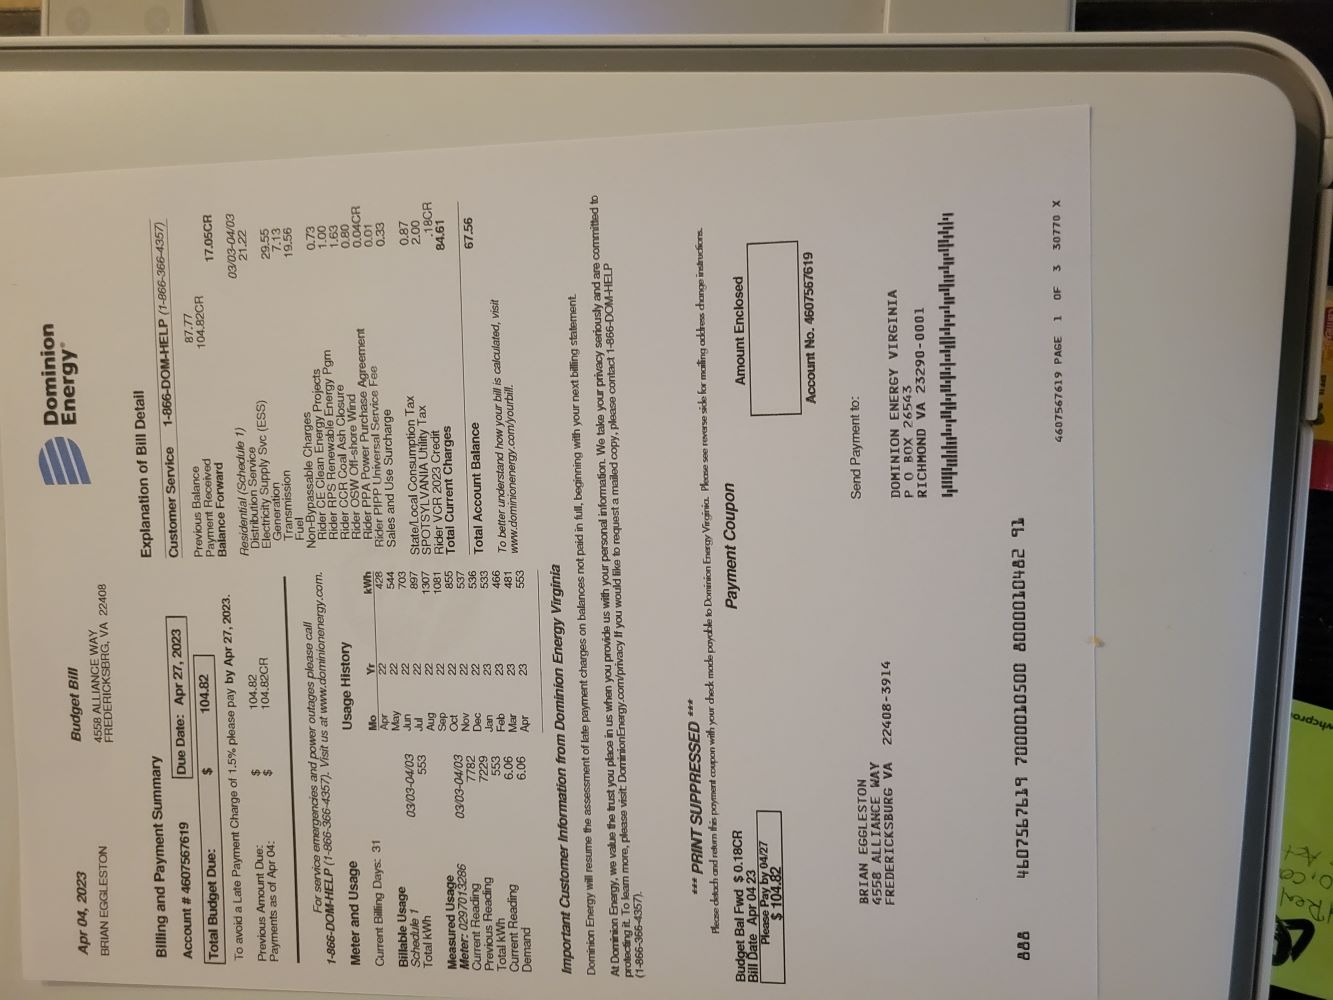 Apr 04, 2023
BRIAN EGGLESTON
Budget Bill
4558 ALLIANCE WAY
FREDERICKSBRG, VA 22408
Dominion
Energy®
Billing and Payment Summary
Account # 4607567619 Due Date: Apr 27, 2023
Total Budget Due: $ 104.82
To avoid a Late Payment Charge of 1.5% please pay by Apr 27, 2023.
Previous Amount Due: $ 104.82
Payments as of Apr 04: $ 104.82CR
For service emergencies and power outages please call
1-866-DOM-HELP (1-866-366-4357). Visit us at www.dominionenergy.com.
Meter and Usage
Current Billing Days: 31
Billable Usage
Schedule 1 03/03-04/03
Total kWh 553
Measured Usage
Meter: 0297013286 03/03-04/03
Current Reading 7782
Previous Reading 7229
Total kWh 553
Current Reading 6.06
Demand 6.06
Usage History
Mo Yr kWh
Apr 22 428
May 22 544
Jun 22 703
Jul 22 897
Aug 22 1307
Sep 22 1081
Oct 22 855
Nov 22 537
Dec 22 536
Jan 23 533
Feb 23 466
Mar 23 481
Apr 23 553
Explanation of Bill Detail
Customer Service 1-866-DOM-HELP (1-866-366-4357)
Previous Balance 87.77
Payment Received 104.82CR
Balance Forward 17.05CR
Residential (Schedule 1) 03/03-04/03
Distribution Service 21.22
Electricity Supply Svc (ESS)
Generation 29.55
Transmission 7.13
Fuel 19.56
Non-Bypassable Charges
Rider CE Clean Energy Projects 0.73
Rider RPS Renewable Energy Pgm 1.00
Rider CCR Coal Ash Closure 1.63
Rider OSW Off-shore Wind 0.80
Rider PPA Power Purchase Agreement 0.04CR
Rider PIPP Universal Service Fee 0.01
Sales and Use Surcharge 0.33
State/Local Consumption Tax 0.87
SPOTSYLVANIA Utility Tax 2.00
Rider VCR 2023 Credit .18CR
Total Current Charges 84.61
Total Account Balance 67.56
To better understand how your bill is calculated, visit
www.dominionenergy.com/yourbill.
Important Customer Information from Dominion Energy Virginia
Dominion Energy will resume the assessment of late payment charges on balances not paid in full, beginning with your next billing statement.
At Dominion Energy, we value the trust you place in us when you provide us with your personal information. We take your privacy seriously and are committed to
protecting it. To learn more, please visit: DominionEnergy.com/privacy If you would like to request a mailed copy, please contact 1-866-DOM-HELP
(1-866-366-4357).
*** PRINT SUPPRESSED ***
Please detach and return this payment coupon with your check made payable to Dominion Energy Virginia. Please see reverse side for mailing address change instructions.
Budget Bal Fwd $ 0.18CR
Bill Date Apr 04 23
Please Pay by 04/27
$ 104.82
Payment Coupon
Amount Enclosed
Account No. 4607567619
BRIAN EGGLESTON
4558 ALLIANCE WAY
FREDERICKSBURG VA 22408-3914
Send Payment to:
DOMINION ENERGY VIRGINIA
P O BOX 26543
RICHMOND VA 23290-0001
888 4607567619 7000010500 8000010482 91
4607567619 PAGE 1 OF 3 30770 X